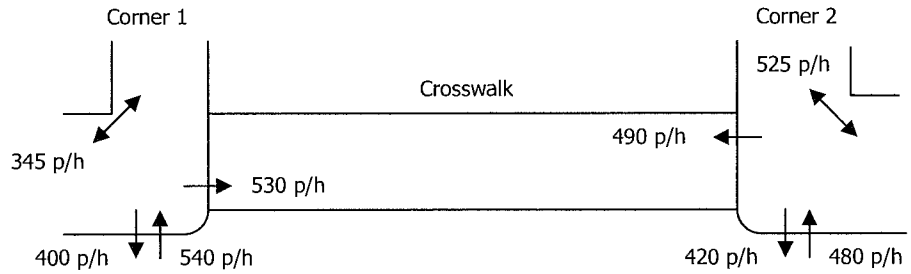 Corner 1
Corner 2
525 p/h
Crosswalk
490 p/h
345 p/h
530 p/h
400 p/h
540 p/h
420 p/h
480 p/h